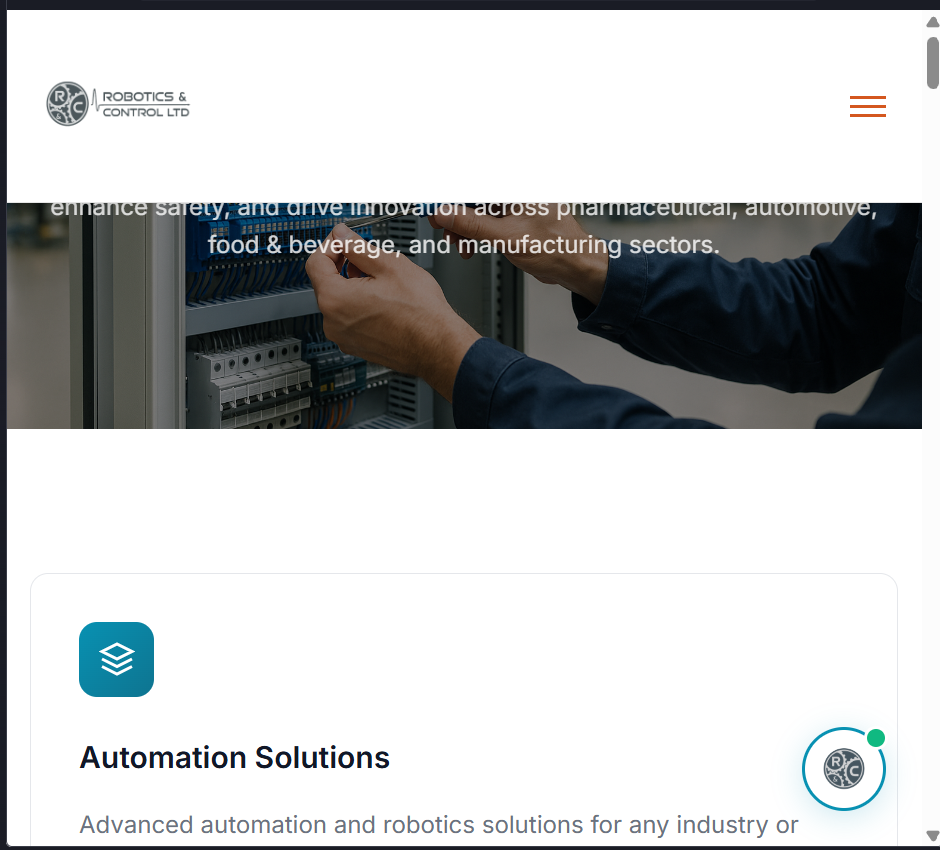 ROBOTICS &
CONTROL LTD
R
C
&
enhance safety, and drive innovation across pharmaceutical, automotive,
food & beverage, and manufacturing sectors.
Automation Solutions
Advanced automation and robotics solutions for any industry or
R
C